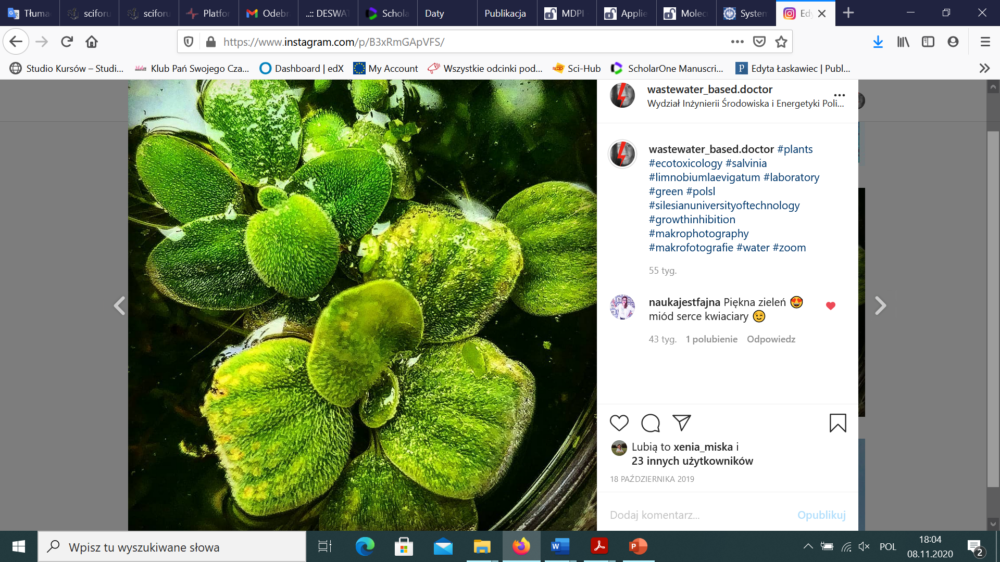 Tłuma
sciforu
sciforu
Platfor
Odebra
..:: DESWAT
Schola
Daty
Publikacja
MDPI
Applie
Molecu
System
Edy
https://www.instagram.com/p/B3xRmGApVFS/
Studio Kursów – Studi...
Klub Pań Swojego Cza...
Dashboard | edX
My Account
Wszystkie odcinki pod...
Sci-Hub
ScholarOne Manuscri...
Edyta Łaskawiec | Publ...
wastewater_based.doctor
Wydział Inżynierii Środowiska i Energetyki Poli...
wastewater_based.doctor #plants
#ecotoxicology #salvinia
#limnobiumlaevigatum #laboratory
#green #polsl
#silesianuniversityoftechnology
#growthinhibition
#makrophotography
#makrofotografie #water #zoom
55 tyg.
naukajestfajna Piękna zieleń 😍
miód serce kwiaciary 😉
43 tyg. 1 polubienie Odpowiedz
Lubią to xenia_miska i
23 innych użytkowników
18 PAŹDZIERNIKA 2019
Dodaj komentarz... Opublikuj
Wpisz tu wyszukiwane słowa
POL
18:04
08.11.2020
2